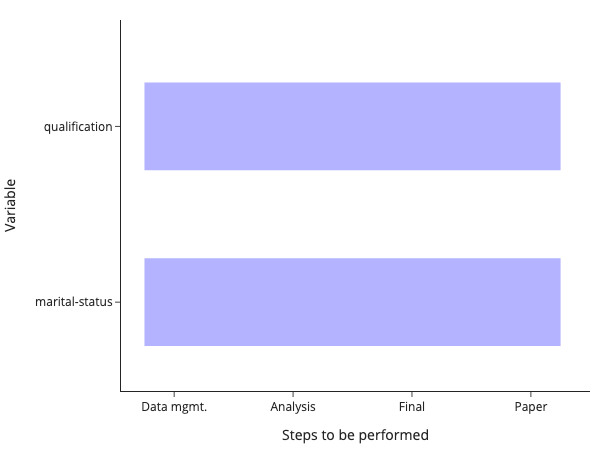 qualification
marital-status
Variable
Data mgmt.
Analysis
Final
Paper
Steps to be performed